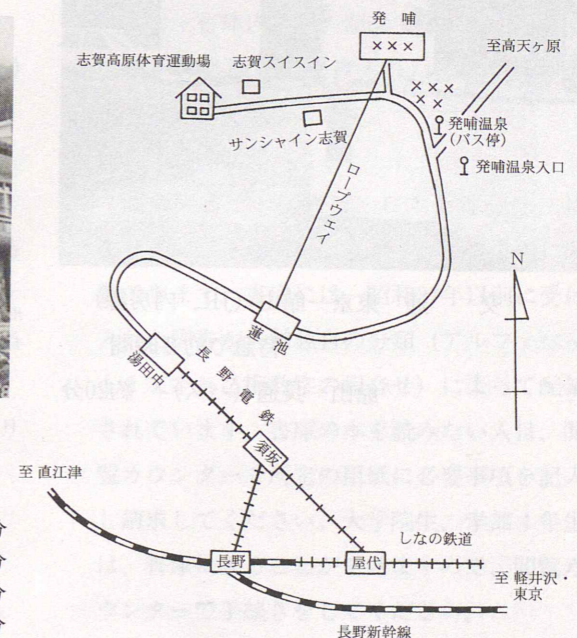 発哺
×××
至高天ヶ原
志賀高原体育運動場
志賀スイスイン
サンシャイン志賀
発哺温泉
(バス停)
発哺温泉入口
ロープウェイ
N
蓮池
湯田中
長野電鉄
須坂
至 直江津
しなの鉄道
長野
屋代
至 軽井沢・
東京
長野新幹線